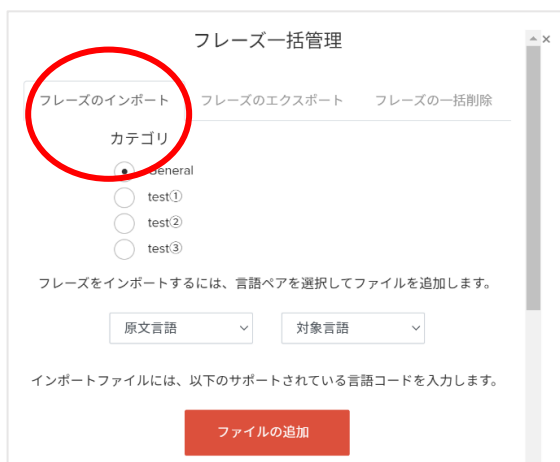 フレーズ一括管理
×
フレーズのインポート フレーズのエクスポート フレーズの一括削除
カテゴリ
General
test①
test②
test③
フレーズをインポートするには、言語ペアを選択してファイルを追加します。
原文言語 対象言語
インポートファイルには、以下のサポートされている言語コードを入力します。
ファイルの追加